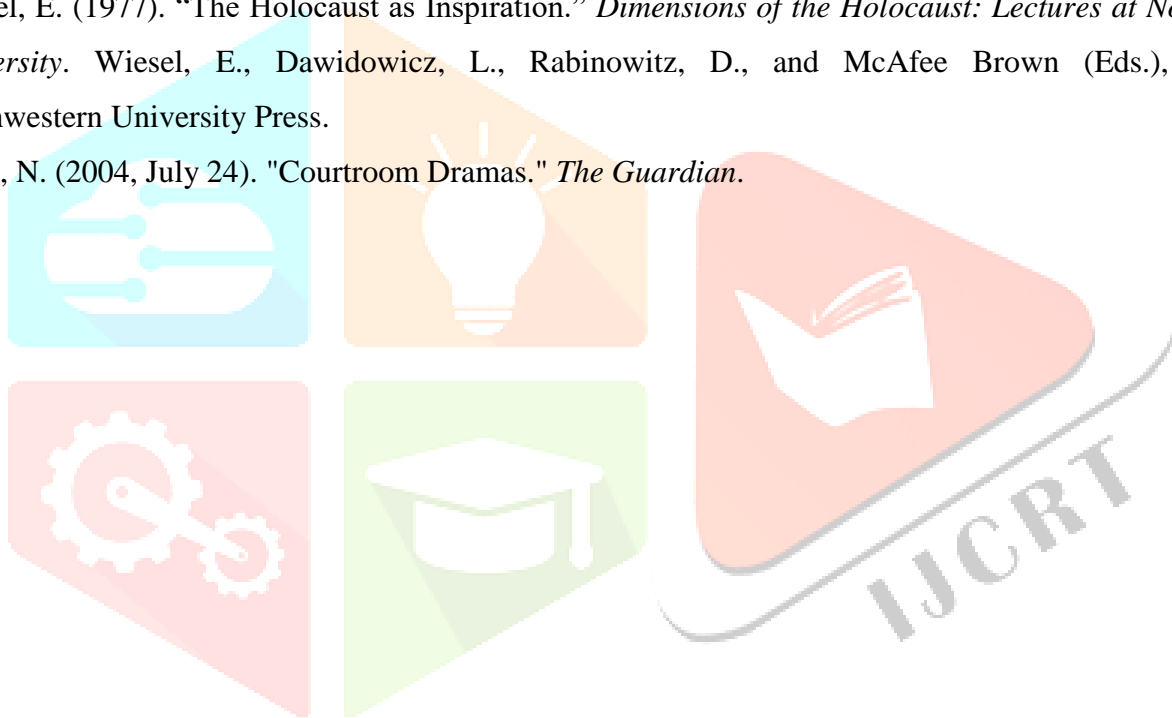 el, E. (1977). “The Holocaust as Inspiration.” Dimensions of the Holocaust: Lectures at No
ersity. Wiesel, E., Dawidowicz, L., Rabinowitz, D., and McAfee Brown (Eds.),
western University Press.
, N. (2004, July 24). "Courtroom Dramas." The Guardian.
IJCRT